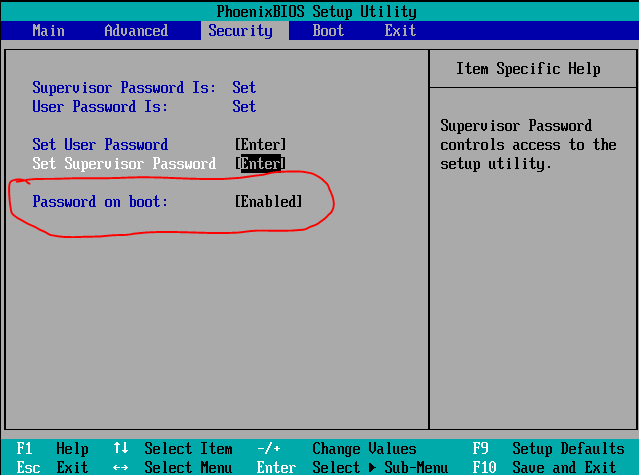 PhoenixBIOS Setup Utility
Main Advanced Security Boot Exit
Supervisor Password Is: Set
User Password Is: Set
Set User Password [Enter]
Set Supervisor Password [Enter]
Password on boot: [Enabled]
Item Specific Help
Supervisor Password
controls access to the
setup utility.
F1 Help ↑↓ Select Item -/+ Change Values F9 Setup Defaults
Esc Exit ↔ Select Menu Enter Select ▶ Sub-Menu F10 Save and Exit